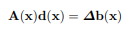 A(x)d(x) = Δb(x)